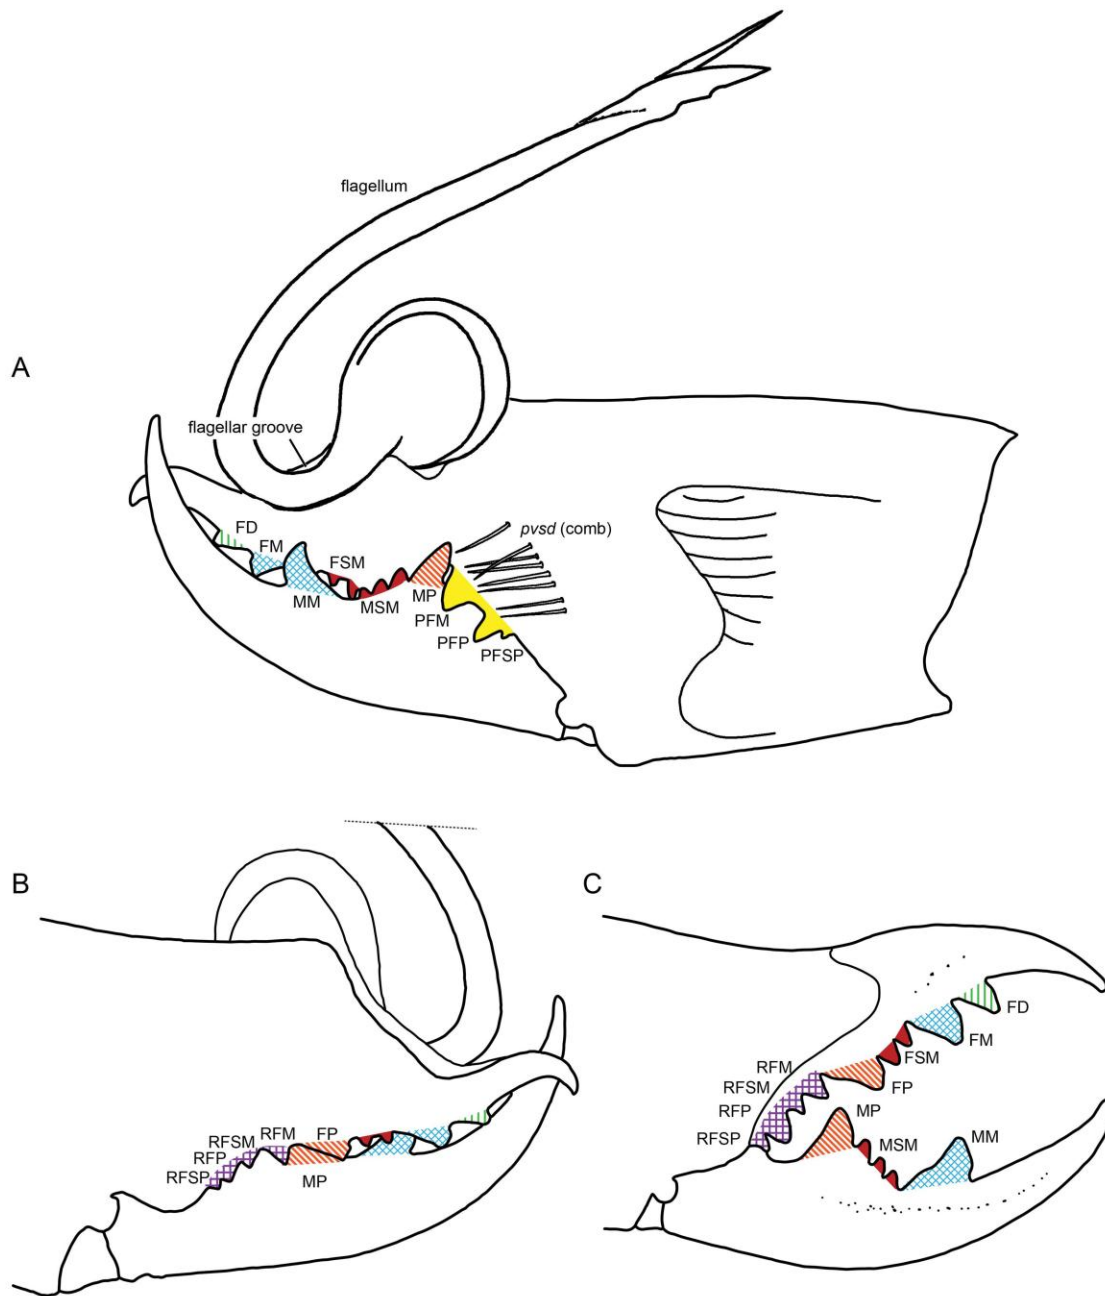 flagellum
A
flagellar groove
FD
FM
MM
FSM
MSM
MP
pvsd (comb)
PFM
PFP
PFSP
B
RFSM
RFP
RFSP
RFM
FP
MP
C
FD
FM
FSM
FP
RFM
RFSM
RFP
RFSP
MP
MSM
MM